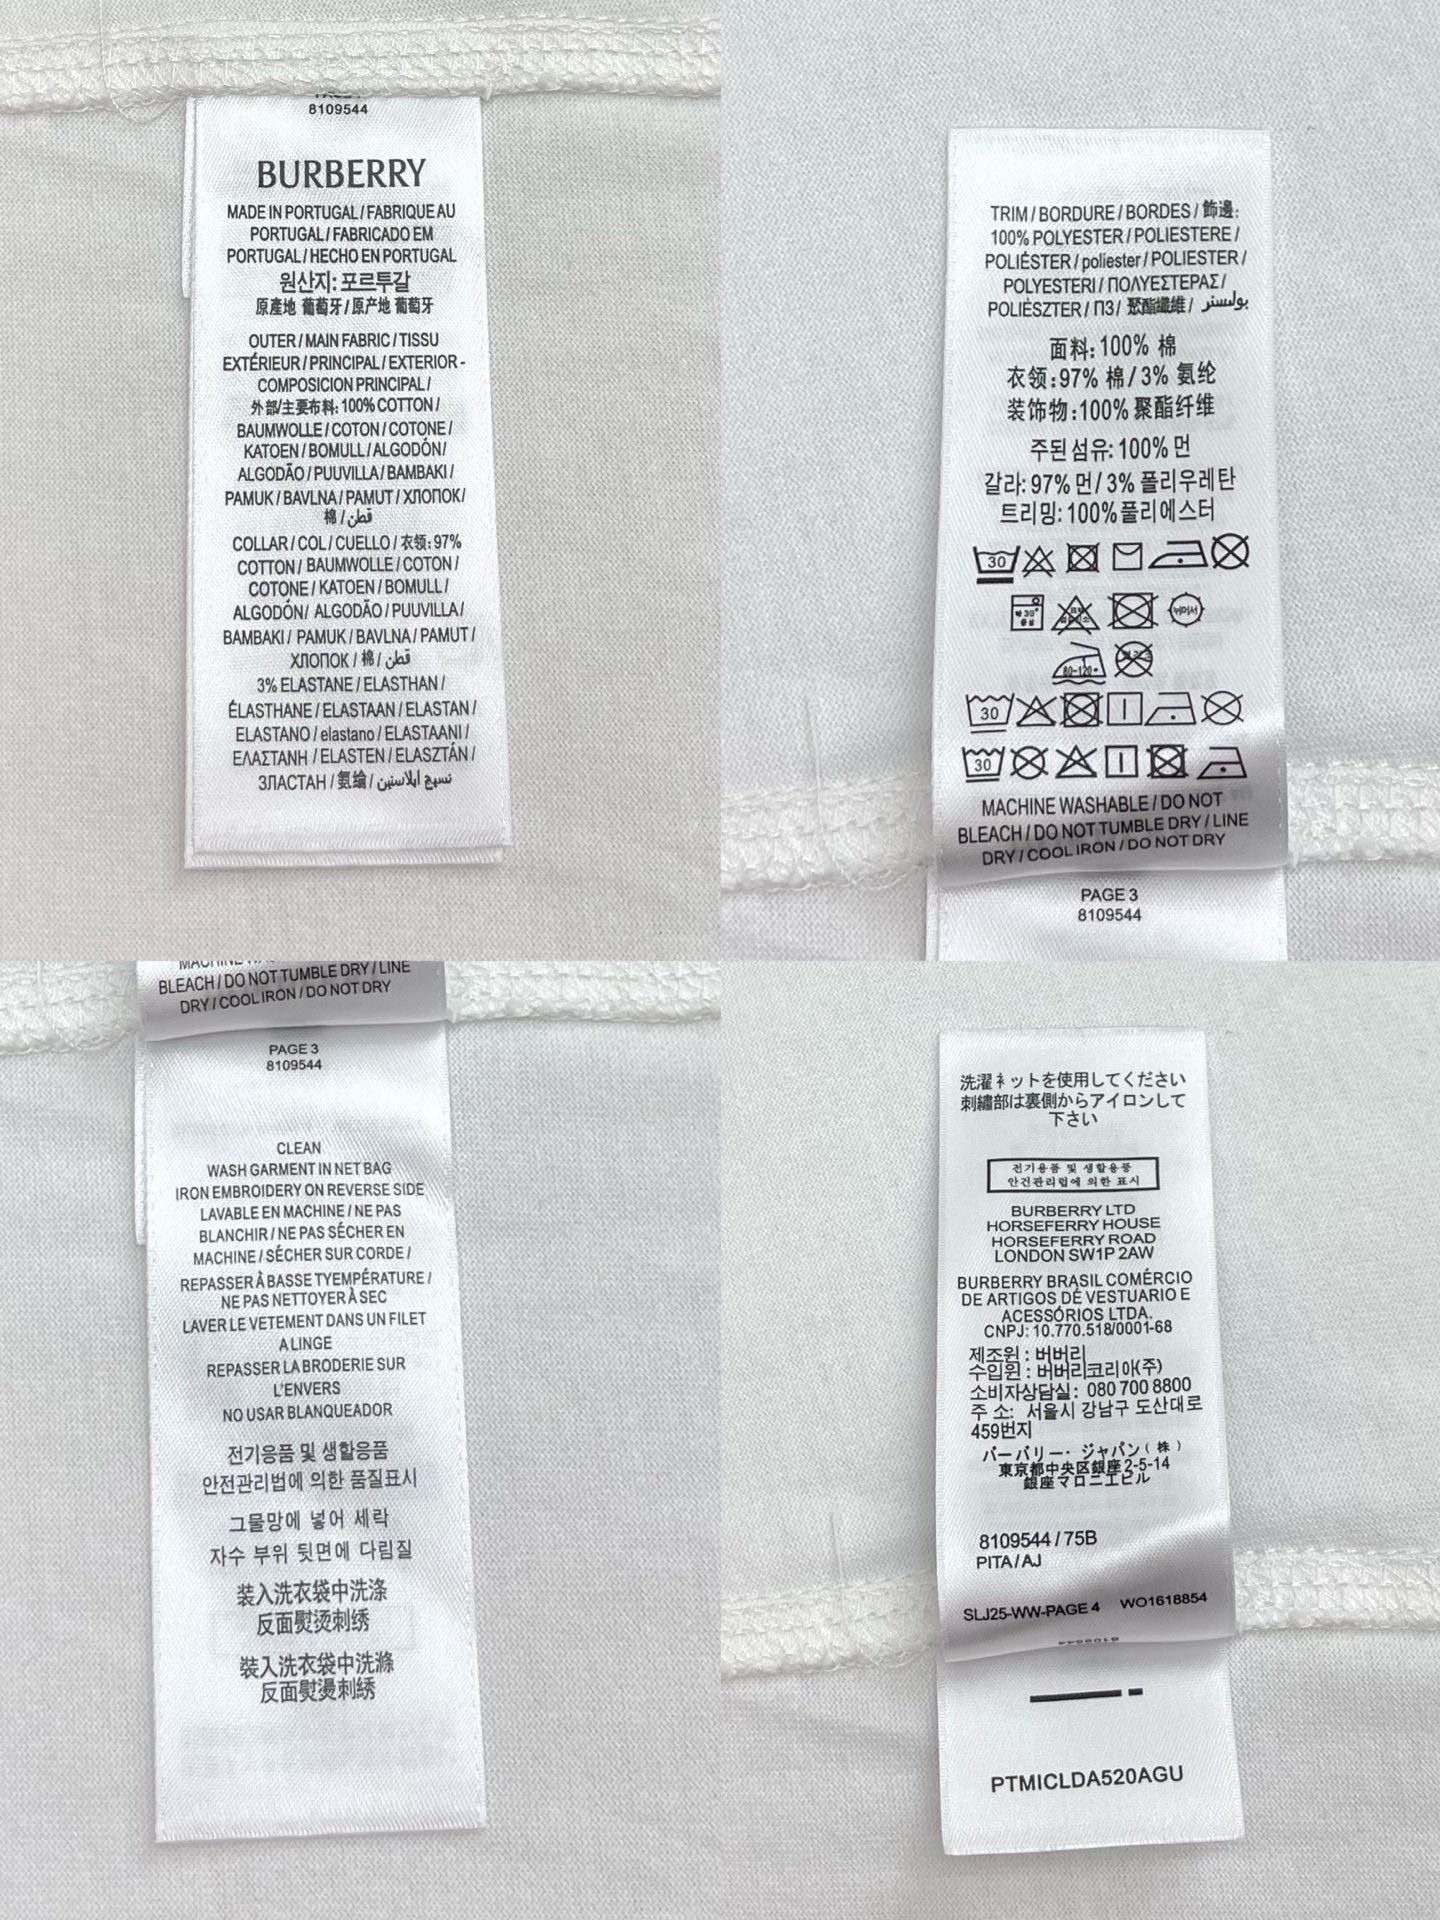 8109544
BURBERRY
MADE IN PORTUGAL / FABRIQUE AU
PORTUGAL / FABRICADO EM
PORTUGAL / HECHO EN PORTUGAL
원산지: 포르투갈
原產地 葡萄牙 / 原产地 葡萄牙
OUTER / MAIN FABRIC / TISSU
EXTÉRIEUR / PRINCIPAL / EXTERIOR -
COMPOSICION PRINCIPAL /
外部/主要布料: 100% COTTON /
BAUMWOLLE / COTON / COTONE /
KATOEN / BOMULL / ALGODÓN/
ALGODÃO / PUUVILLA / BAMBAKI /
PAMUK / BAVLNA / PAMUT / ХЛОПОК/
棉 / قطن
COLLAR / COL / CUELLO / 衣领: 97%
COTTON / BAUMWOLLE / COTON /
COTONE / KATOEN / BOMULL /
ALGODÓN/ ALGODÃO / PUUVILLA /
BAMBAKI / PAMUK / BAVLNA / PAMUT /
ХЛОПОК / 棉 / قطن
3% ELASTANE / ELASTHAN /
ÉLASTHANE / ELASTAAN / ELASTAN /
ELASTANO / elastano / ELASTAANI /
ΕΛΑΣΤΑΝΗ / ELASTEN / ELASZTÁN /
ЗЛАСТАН / 氨纶 / نسيج ايلاستين
TRIM / BORDURE / BORDES / 飾邊:
100% POLYESTER / POLIESTERE /
POLIÉSTER / poliester / POLIESTER /
POLYESTERI / ΠΟΛΥΕΣΤΕΡΑΣ /
POLIÈSZTER / ПЗ / 聚酯纖維 / بوليستر
面料: 100% 棉
衣领: 97% 棉 / 3% 氨纶
装饰物: 100% 聚酯纤维
주된 섬유: 100% 면
갈라: 97% 먼 / 3% 폴리우레탄
트리밍: 100% 풀리에스터
30
30°
뉘어서
80-120°
30
30
MACHINE WASHABLE / DO NOT
BLEACH / DO NOT TUMBLE DRY / LINE
DRY / COOL IRON / DO NOT DRY
PAGE 3
8109544
BLEACH / DO NOT TUMBLE DRY / LINE
DRY / COOL IRON / DO NOT DRY
PAGE 3
8109544
CLEAN
WASH GARMENT IN NET BAG
IRON EMBROIDERY ON REVERSE SIDE
LAVABLE EN MACHINE / NE PAS
BLANCHIR / NE PAS SÉCHER EN
MACHINE / SÉCHER SUR CORDE /
REPASSER À BASSE TYEMPÉRATURE /
NE PAS NETTOYER À SEC
LAVER LE VETEMENT DANS UN FILET
A LINGE
REPASSER LA BRODERIE SUR
L'ENVERS
NO USAR BLANQUEADOR
전기용품 및 생활용품
안전관리법에 의한 품질표시
그물망에 넣어 세락
자수 부위 뒷면에 다림질
装入洗衣袋中洗涤
反面熨烫刺绣
裝入洗衣袋中洗滌
反面熨燙刺綉
洗濯ネットを使用してください
刺繡部は裏側からアイロンして
下さい
전기용품 및 생활용품
안전관리법에 의한 표시
BURBERRY LTD
HORSEFERRY HOUSE
HORSEFERRY ROAD
LONDON SW1P 2AW
BURBERRY BRASIL COMÉRCIO
DE ARTIGOS DE VESTUARIO E
ACESSÓRIOS LTDA.
CNPJ: 10.770.518/0001-68
제조원 : 버버리
수입원 : 버버리코리아(주)
소비자상담실: 080 700 8800
주 소: 서울시 강남구 도산대로
459번지
バーバリー・ジャパン(株)
東京都中央区銀座2-5-14
銀座マロニエビル
8109544 / 75B
PITA / AJ
SLJ25-WW-PAGE 4 WO1618854
PTMICLDA520AGU